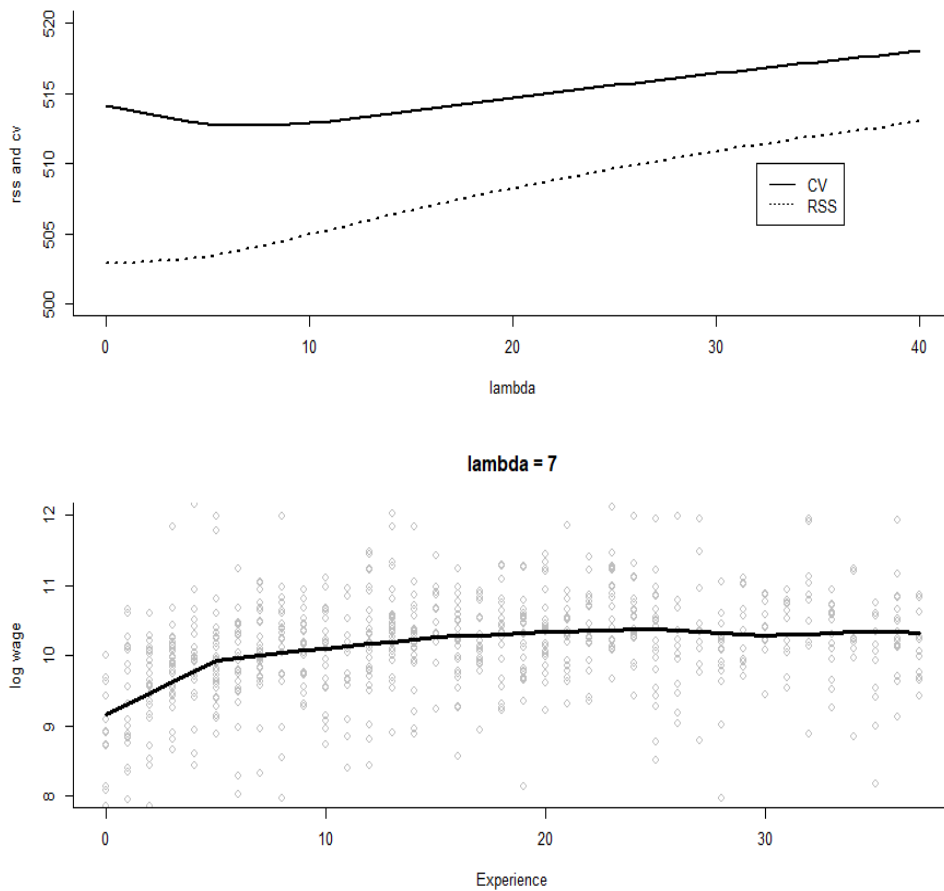 520
515
510
505
500
rss and cv
CV
RSS
0 10 20 30 40
lambda
lambda = 7
12
11
10
9
8
log wage
0 10 20 30
Experience